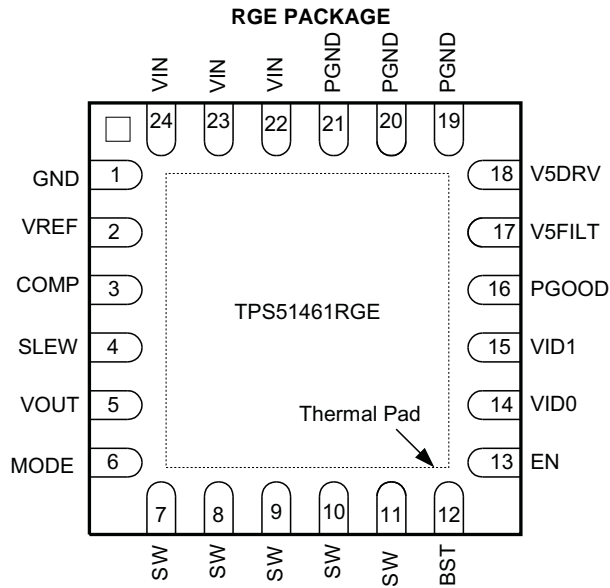 RGE PACKAGE
VIN
VIN
VIN
PGND
PGND
PGND
24
23
22
21
20
19
GND 1
VREF 2
COMP 3
SLEW 4
VOUT 5
MODE 6
18 V5DRV
17 V5FILT
16 PGOOD
15 VID1
14 VID0
13 EN
TPS51461RGE
Thermal Pad
7
8
9
10
11
12
SW
SW
SW
SW
SW
BST